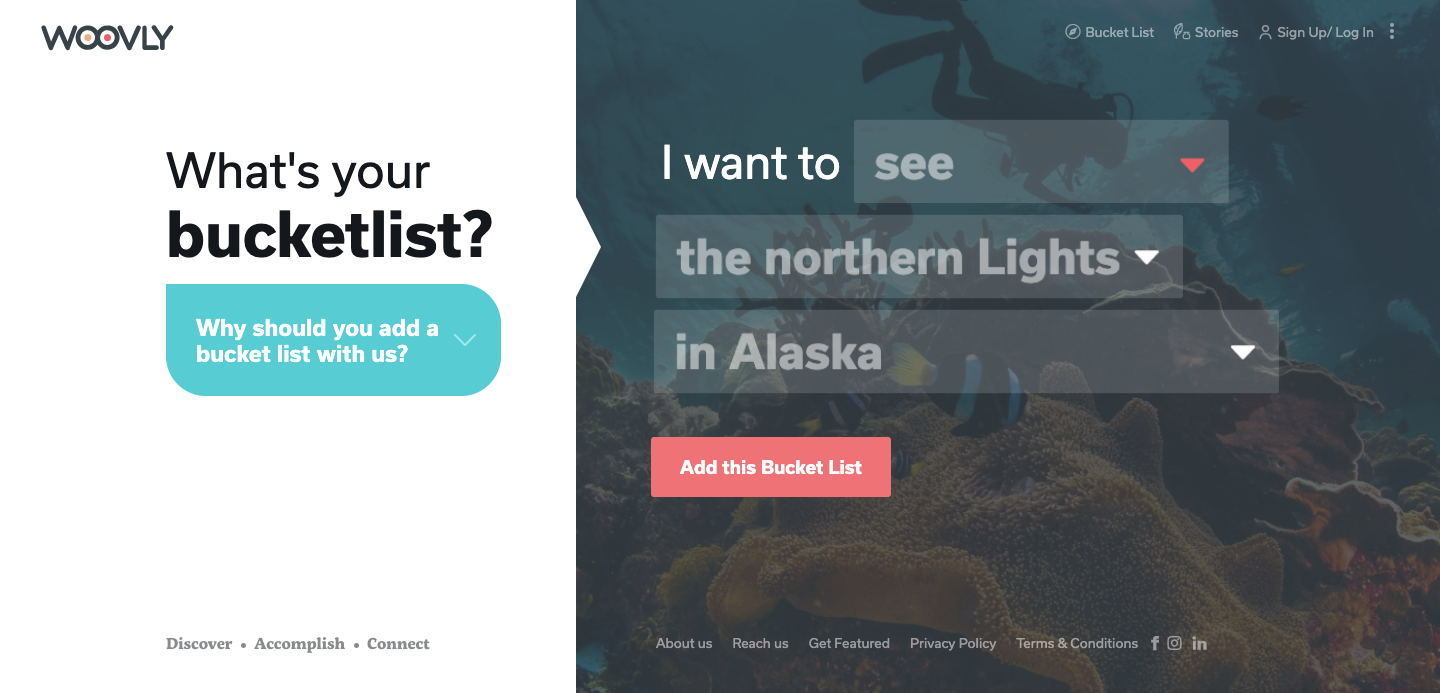 WOOVLY
Bucket List
Stories
Sign Up/ Log In
What's your
bucketlist?
Why should you add a
bucket list with us?
I want to see
the northern Lights
in Alaska
Add this Bucket List
Discover • Accomplish • Connect
About us
Reach us
Get Featured
Privacy Policy
Terms & Conditions